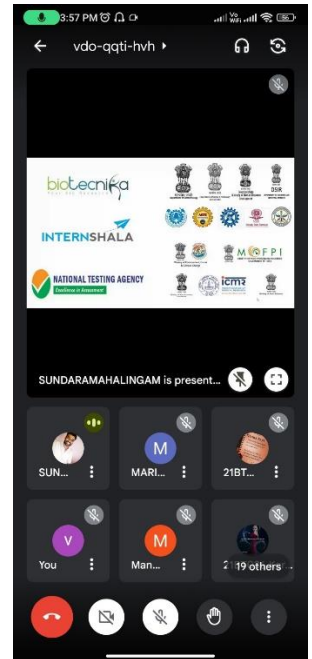 3:57 PM
vdo-qqti-hvh
biotecnika
INTERNSHALA
DSIR
MOFPI
NATIONAL TESTING AGENCY
Excellence in Assessment
icmr
SUNDARAMAHALINGAM is present...
SUN...
M
MARI...
21BT...
V
You
M
Man...
19 others